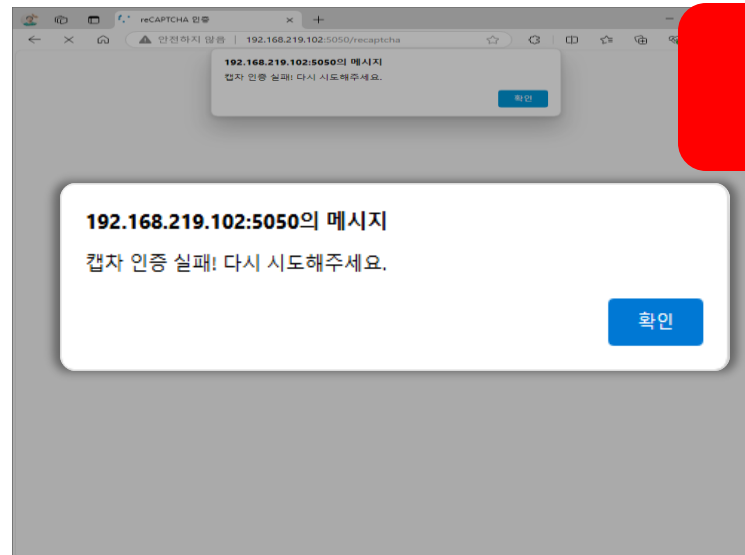 reCAPTCHA 인증
안전하지 않음 | 192.168.219.102:5050/recaptcha
192.168.219.102:5050의 메시지
캡차 인증 실패! 다시 시도해주세요.
확인
192.168.219.102:5050의 메시지
캡차 인증 실패! 다시 시도해주세요.
확인